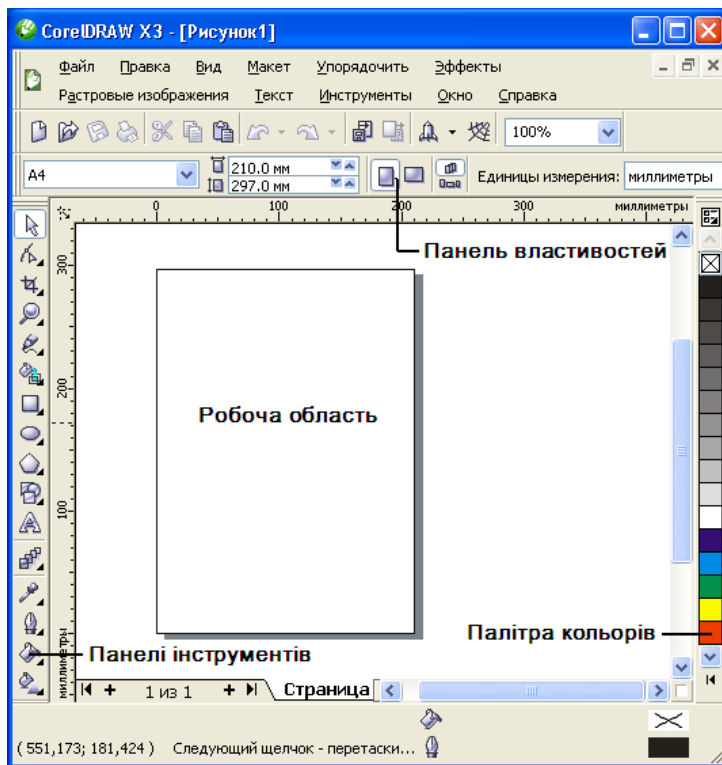 CorelDRAW X3 - [Рисунок1]
Файл Правка Вид Макет Упорядочить Эффекты
Растровые изображения Текст Инструменты Окно Справка
100%
A4 210.0 мм 297.0 мм Единицы измерения: миллиметры
0 100 200 300 миллиметры
Панель властивостей
300
200
100
миллиметры
Робоча область
Палітра кольорів
Панелі інструментів
1 из 1 Страница
( 551,173; 181,424 ) Следующий щелчок - перетаски...